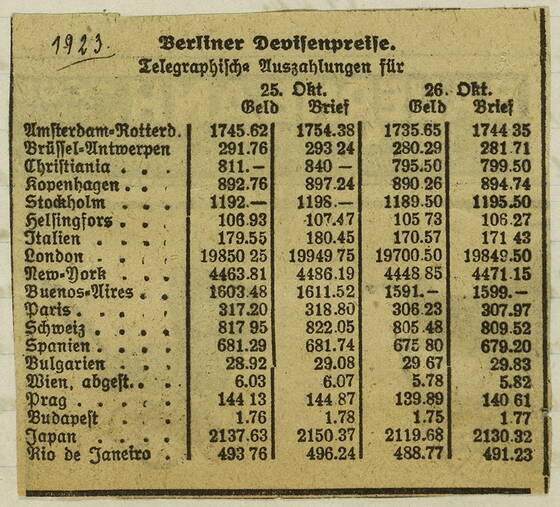 1923.
Berliner Devisenpreise.
Telegraphische Auszahlungen für
25. Okt. 26. Okt.
Geld Brief Geld Brief
Amsterdam-Rotterd. 1745.62 1754.38 1735.65 1744 35
Brüssel-Antwerpen 291.76 293 24 280.29 281.71
Christiania . . . 811.— 840 — 795.50 799.50
Kopenhagen . . . 892.76 897.24 890.26 894.74
Stockholm . . . 1192.— 1198.— 1189.50 1195.50
Helsingfors . . . 106.93 107.47 105 73 106.27
Italien . . . . 179.55 180.45 170.57 171 43
London . . . . 19850 25 19949 75 19700.50 19849.50
New-York . . . 4463.81 4486.19 4448 85 4471.15
Buenos-Aires . . 1603.48 1611.52 1591.— 1599.—
Paris . . . . . 317.20 318.80 306.23 307.97
Schweiz . . . . 817 95 822.05 805.48 809.52
Spanien . . . . 681.29 681.74 675 80 679.20
Bulgarien . . . 28.92 29.08 29 67 29.83
Wien, abgest. . . 6.03 6.07 5.78 5.82
Prag . . . . . 144 13 144.87 139.89 140 61
Budapest . . . 1.76 1.78 1.75 1.77
Japan . . . . 2137.63 2150.37 2119.68 2130.32
Rio de Janeiro . 493 76 496.24 488.77 491.23